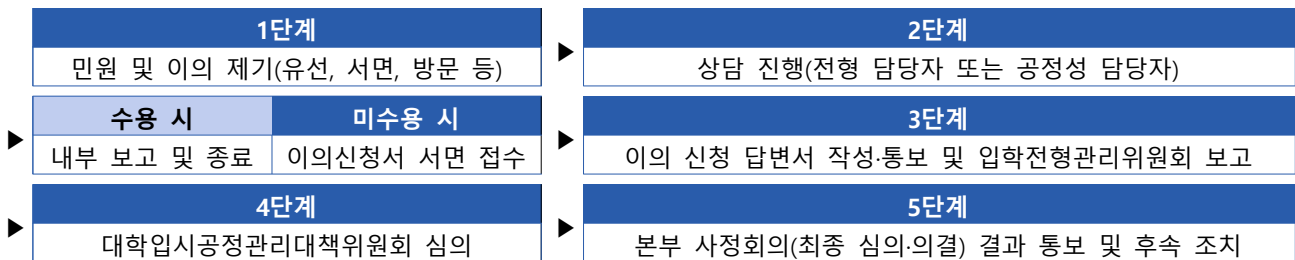 1단계
민원 및 이의 제기(유선, 서면, 방문 등)
▶
2단계
상담 진행(전형 담당자 또는 공정성 담당자)
▶
수용 시 미수용 시
내부 보고 및 종료 이의신청서 서면 접수
▶
3단계
이의 신청 답변서 작성·통보 및 입학전형관리위원회 보고
▶
4단계
대학입시공정관리대책위원회 심의
▶
5단계
본부 사정회의(최종 심의·의결) 결과 통보 및 후속 조치